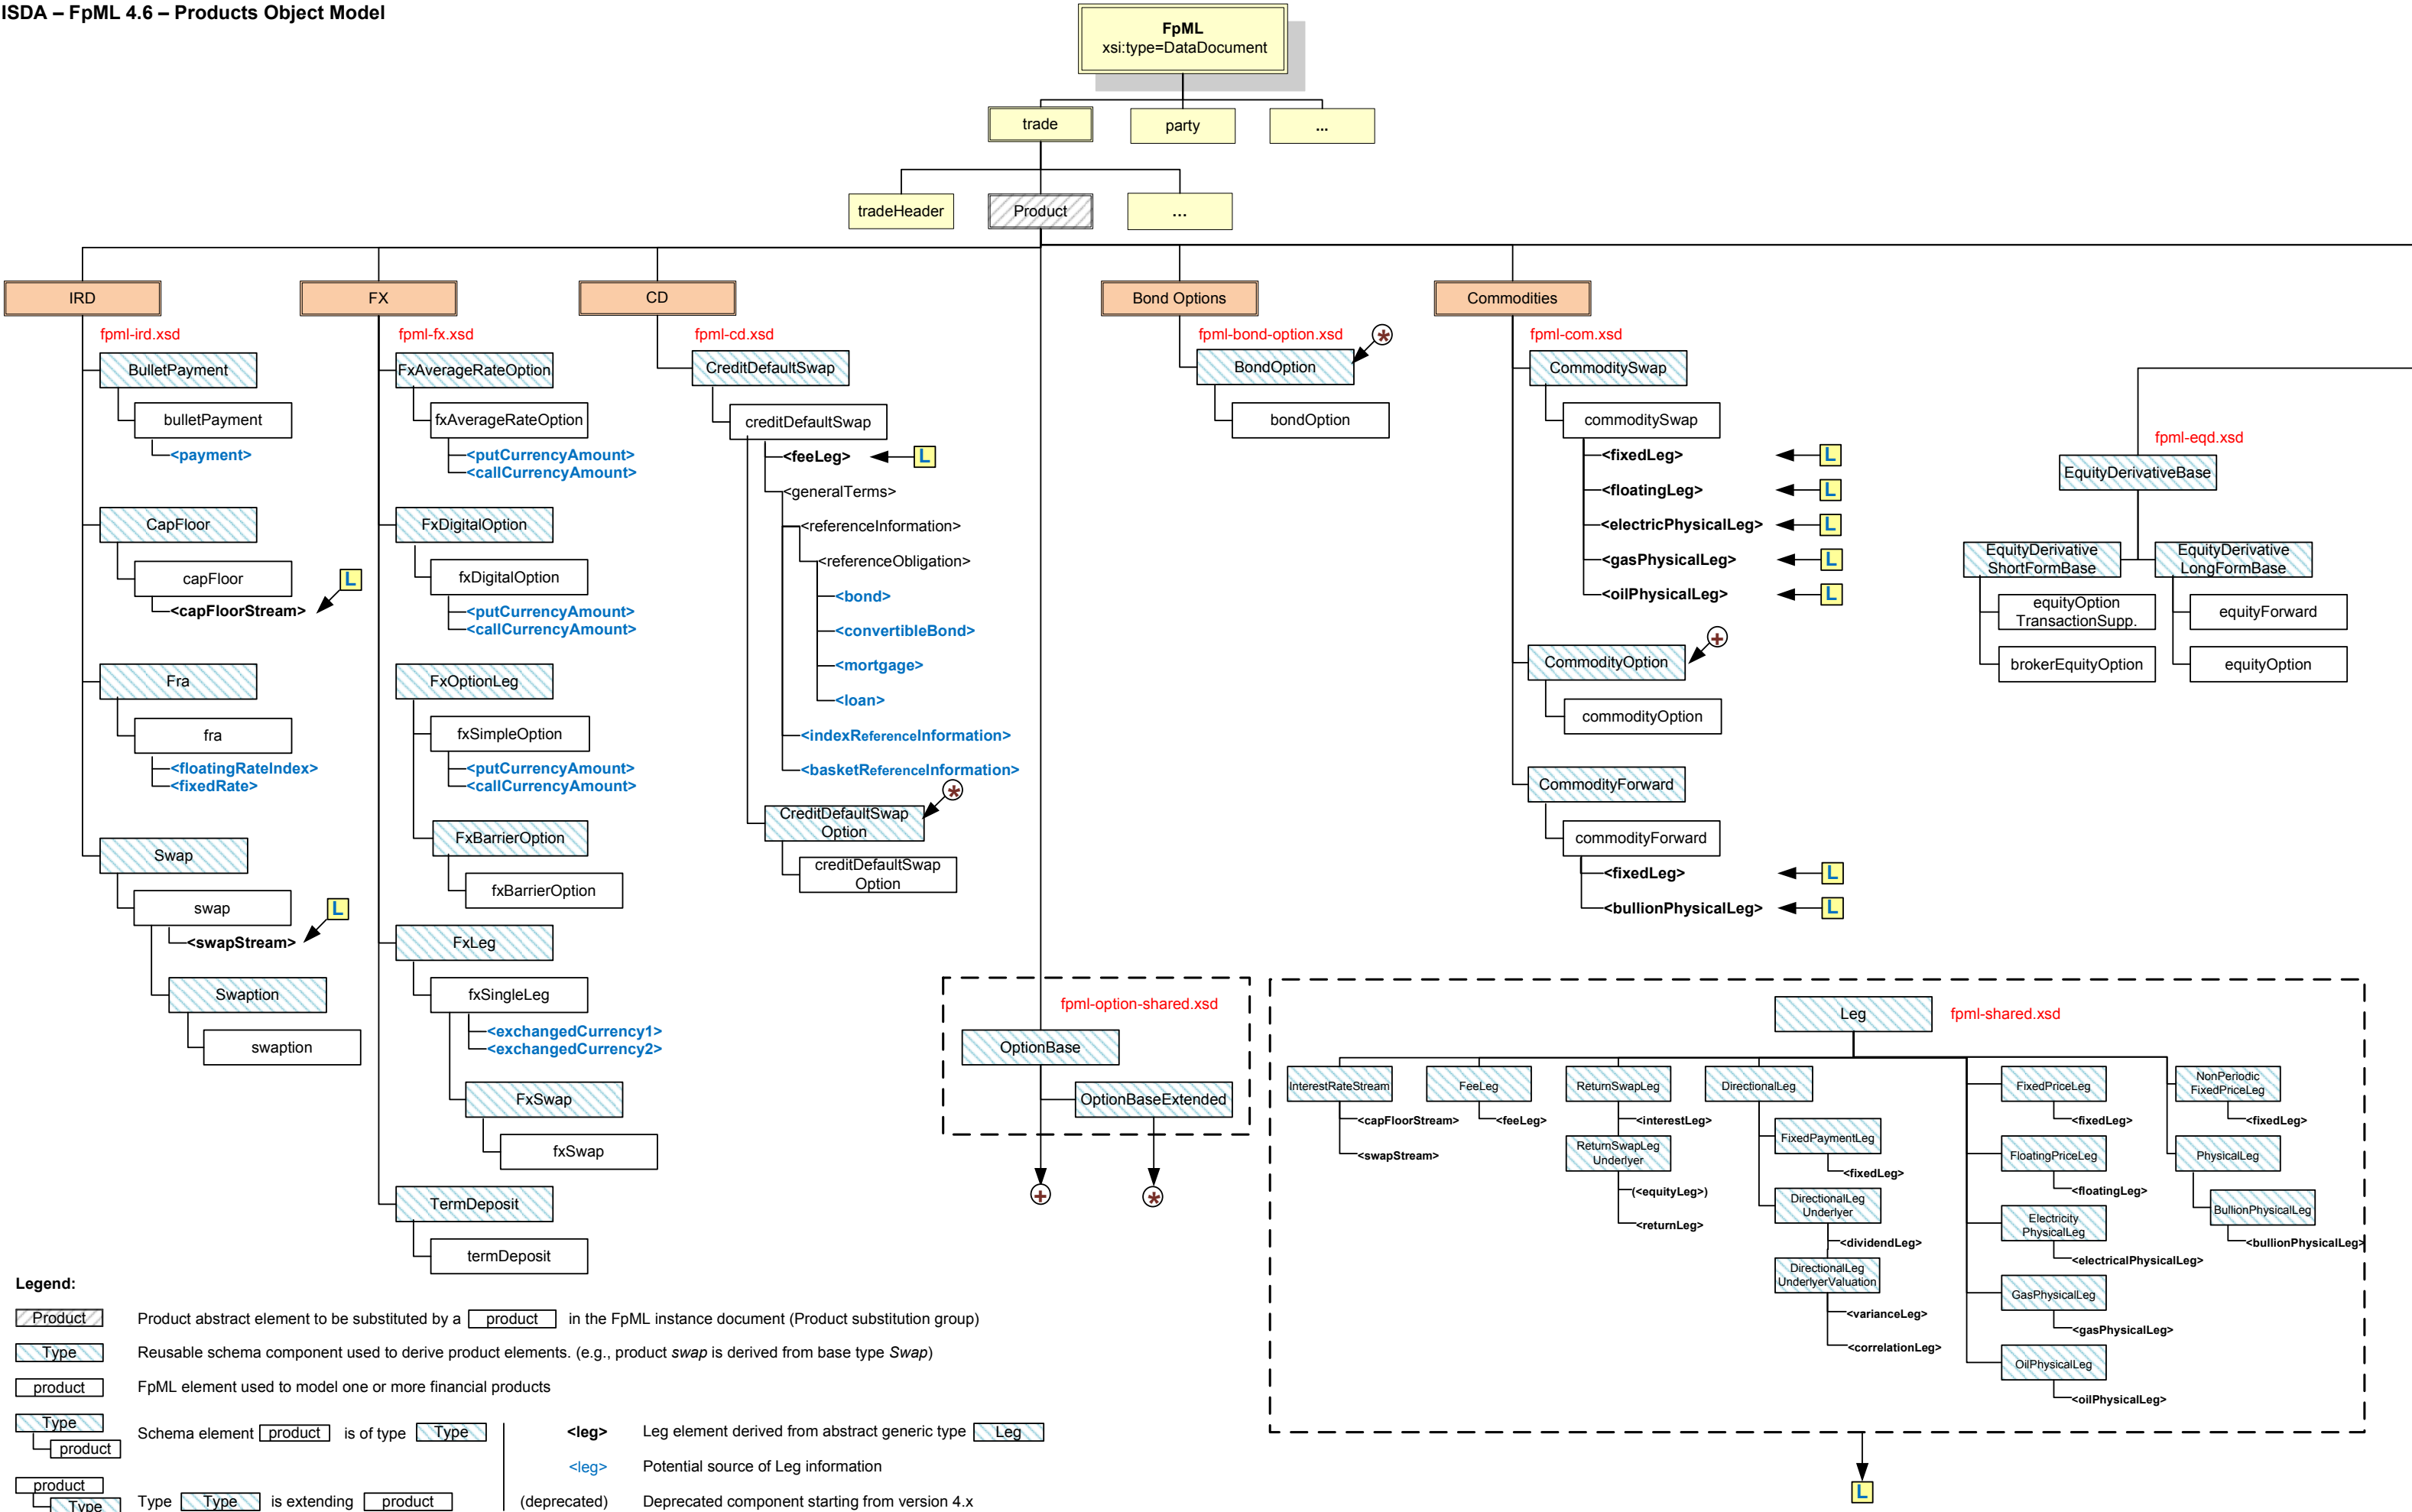 ISDA – FpML 4.6 – Products Object Model
FpML
xsi:type=DataDocument
trade
party
...
tradeHeader
Product
...
IRD
fpml-ird.xsd
BulletPayment
bulletPayment
<payment>
CapFloor
capFloor
L
<capFloorStream>
Fra
fra
<floatingRateIndex>
<fixedRate>
Swap
swap
L
<swapStream>
Swaption
swaption
FX
fpml-fx.xsd
FxAverageRateOption
fxAverageRateOption
<putCurrencyAmount>
<callCurrencyAmount>
FxDigitalOption
fxDigitalOption
<putCurrencyAmount>
<callCurrencyAmount>
FxOptionLeg
fxSimpleOption
<putCurrencyAmount>
<callCurrencyAmount>
FxBarrierOption
fxBarrierOption
FxLeg
fxSingleLeg
<exchangedCurrency1>
<exchangedCurrency2>
FxSwap
fxSwap
TermDeposit
termDeposit
CD
fpml-cd.xsd
CreditDefaultSwap
creditDefaultSwap
<feeLeg> L
<generalTerms>
<referenceInformation>
<referenceObligation>
<bond>
<convertibleBond>
<mortgage>
<loan>
<indexReferenceInformation>
<basketReferenceInformation>
*
CreditDefaultSwap
Option
creditDefaultSwap
Option
fpml-option-shared.xsd
OptionBase
OptionBaseExtended
+
*
Bond Options
fpml-bond-option.xsd
*
BondOption
bondOption
Commodities
fpml-com.xsd
CommoditySwap
commoditySwap
<fixedLeg> L
<floatingLeg> L
<electricPhysicalLeg> L
<gasPhysicalLeg> L
<oilPhysicalLeg> L
+
CommodityOption
commodityOption
CommodityForward
commodityForward
<fixedLeg> L
<bullionPhysicalLeg> L
fpml-eqd.xsd
EquityDerivativeBase
EquityDerivative
ShortFormBase
equityOption
TransactionSupp.
brokerEquityOption
EquityDerivative
LongFormBase
equityForward
equityOption
Leg
fpml-shared.xsd
InterestRateStream
<capFloorStream>
<swapStream>
FeeLeg
<feeLeg>
ReturnSwapLeg
<interestLeg>
ReturnSwapLeg
Underlyer
(<equityLeg>)
<returnLeg>
DirectionalLeg
FixedPaymentLeg
<fixedLeg>
DirectionalLeg
Underlyer
<dividendLeg>
DirectionalLeg
UnderlyerValuation
<varianceLeg>
<correlationLeg>
FixedPriceLeg
<fixedLeg>
FloatingPriceLeg
<floatingLeg>
Electricity
PhysicalLeg
<electricalPhysicalLeg>
GasPhysicalLeg
<gasPhysicalLeg>
OilPhysicalLeg
<oilPhysicalLeg>
NonPeriodic
FixedPriceLeg
<fixedLeg>
PhysicalLeg
BullionPhysicalLeg
<bullionPhysicalLeg>
L
Legend:
Product Product abstract element to be substituted by a product in the FpML instance document (Product substitution group)
Type Reusable schema component used to derive product elements. (e.g., product swap is derived from base type Swap)
product FpML element used to model one or more financial products
Type
product
Schema element product is of type Type
product
Type
Type Type is extending product
<leg> Leg element derived from abstract generic type Leg
<leg> Potential source of Leg information
(deprecated) Deprecated component starting from version 4.x